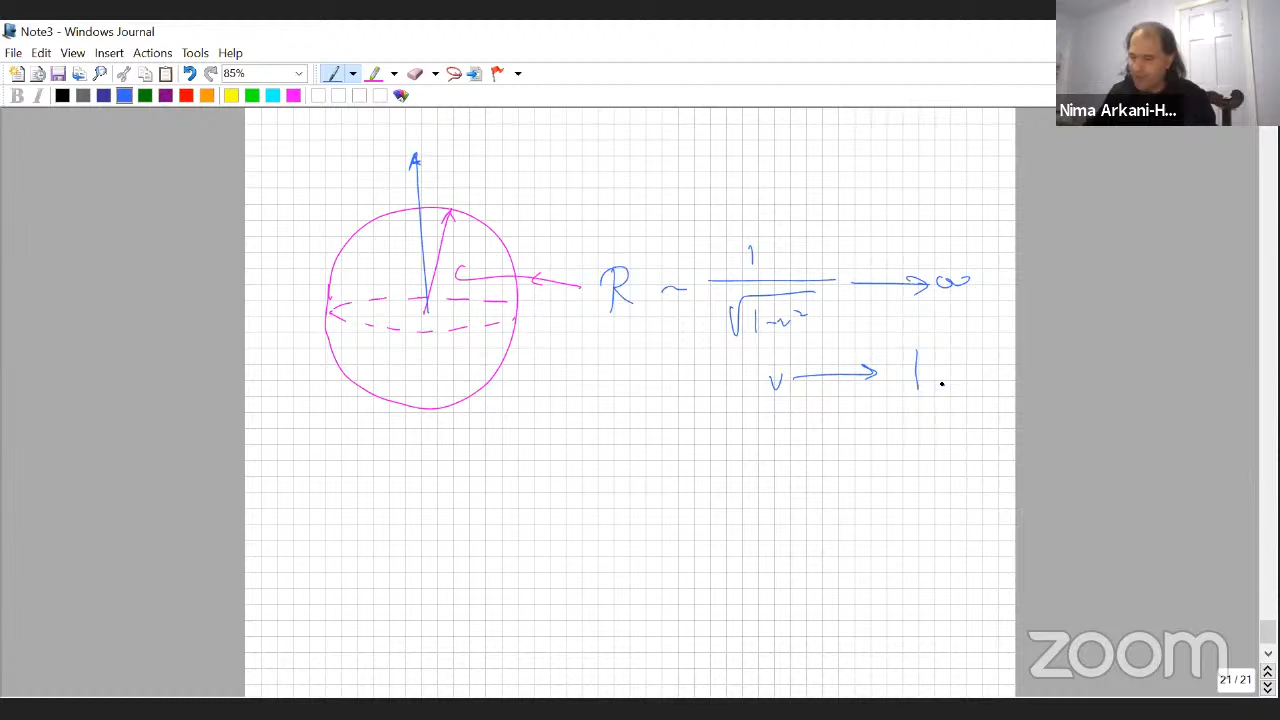 Note3 - Windows Journal
File Edit View Insert Actions Tools Help
85%
B I
Nima Arkani-H...
R ~ 1/√(1-v²) → ∞
v → 1
zoom
21 / 21